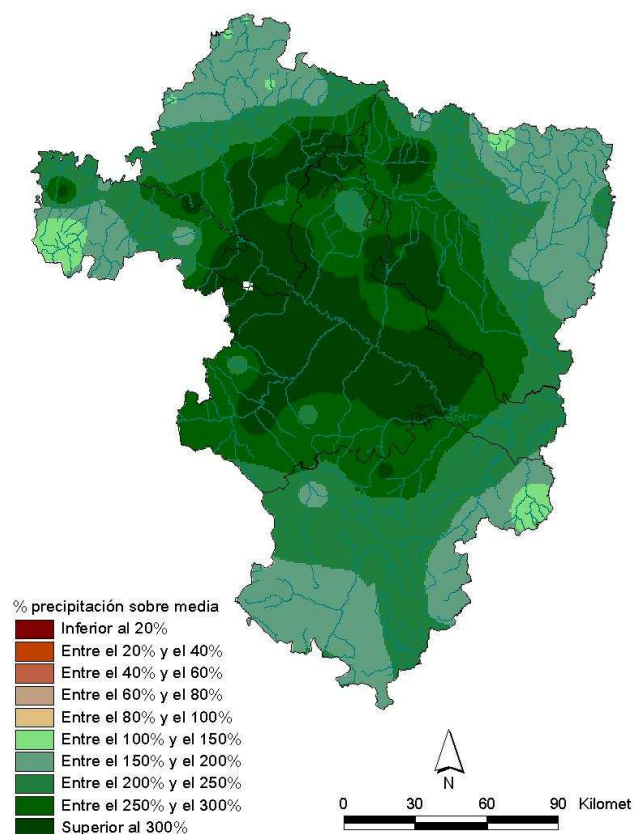 % precipitación sobre media
Inferior al 20%
Entre el 20% y el 40%
Entre el 40% y el 60%
Entre el 60% y el 80%
Entre el 80% y el 100%
Entre el 100% y el 150%
Entre el 150% y el 200%
Entre el 200% y el 250%
Entre el 250% y el 300%
Superior al 300%
N
0 30 60 90 Kilomet